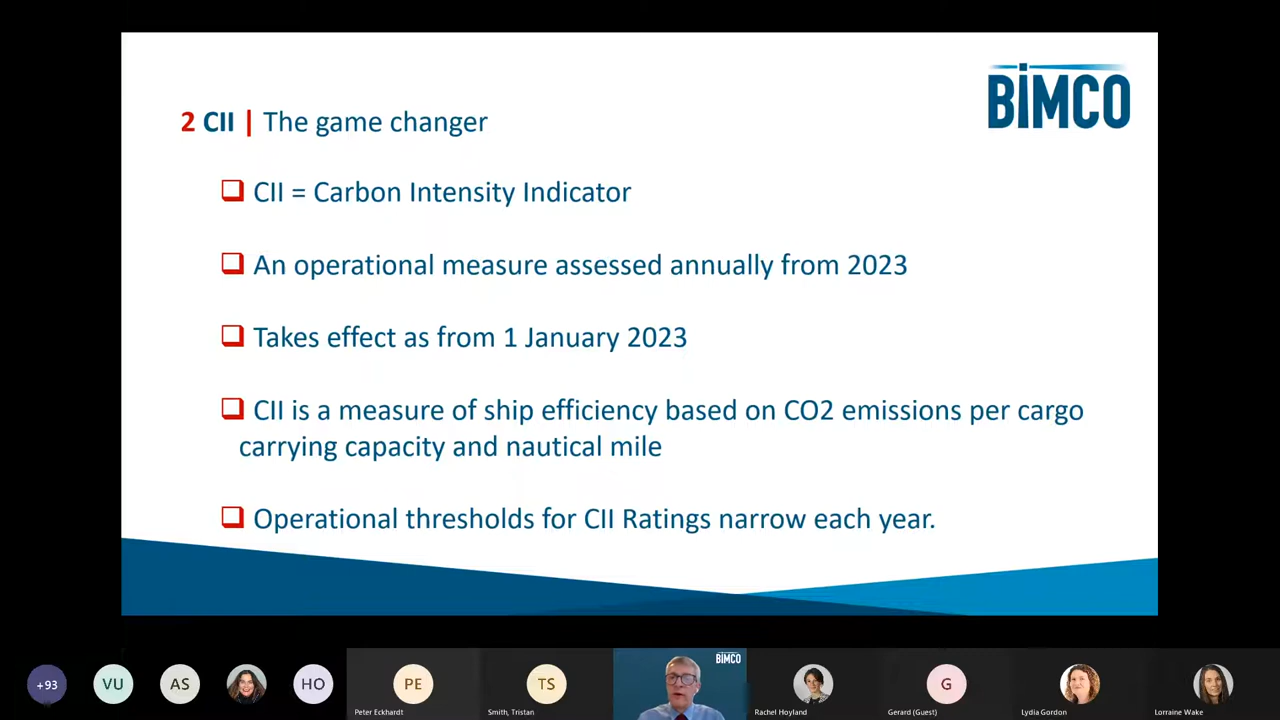 BIMCO
2 CII | The game changer
CII = Carbon Intensity Indicator
An operational measure assessed annually from 2023
Takes effect as from 1 January 2023
CII is a measure of ship efficiency based on CO2 emissions per cargo
carrying capacity and nautical mile
Operational thresholds for CII Ratings narrow each year.
+93
VU
AS
HO
PE
Peter Eckhardt
TS
Smith, Tristan
BIMCO
Rachel Hoyland
G
Gerard (Guest)
Lydia Gordon
Lorraine Wake